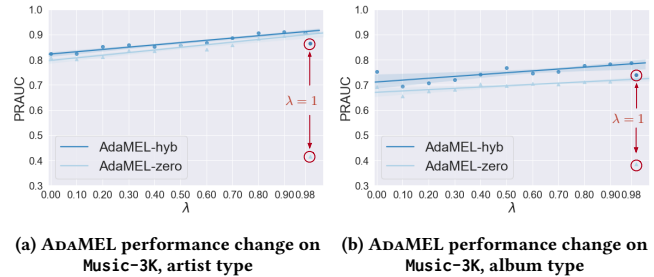 1.0
0.9
0.8
0.7
0.6
0.5
0.4
0.3
PRAUC
λ = 1
AdaMEL-hyb
AdaMEL-zero
0.00 0.10 0.20 0.30 0.40 0.50 0.60 0.70 0.80 0.90 0.98
λ
(a) AdaMEL performance change on
Music-3K, artist type
1.0
0.9
0.8
0.7
0.6
0.5
0.4
0.3
PRAUC
λ = 1
AdaMEL-hyb
AdaMEL-zero
0.00 0.10 0.20 0.30 0.40 0.50 0.60 0.70 0.80 0.90 0.98
λ
(b) AdaMEL performance change on
Music-3K, album type